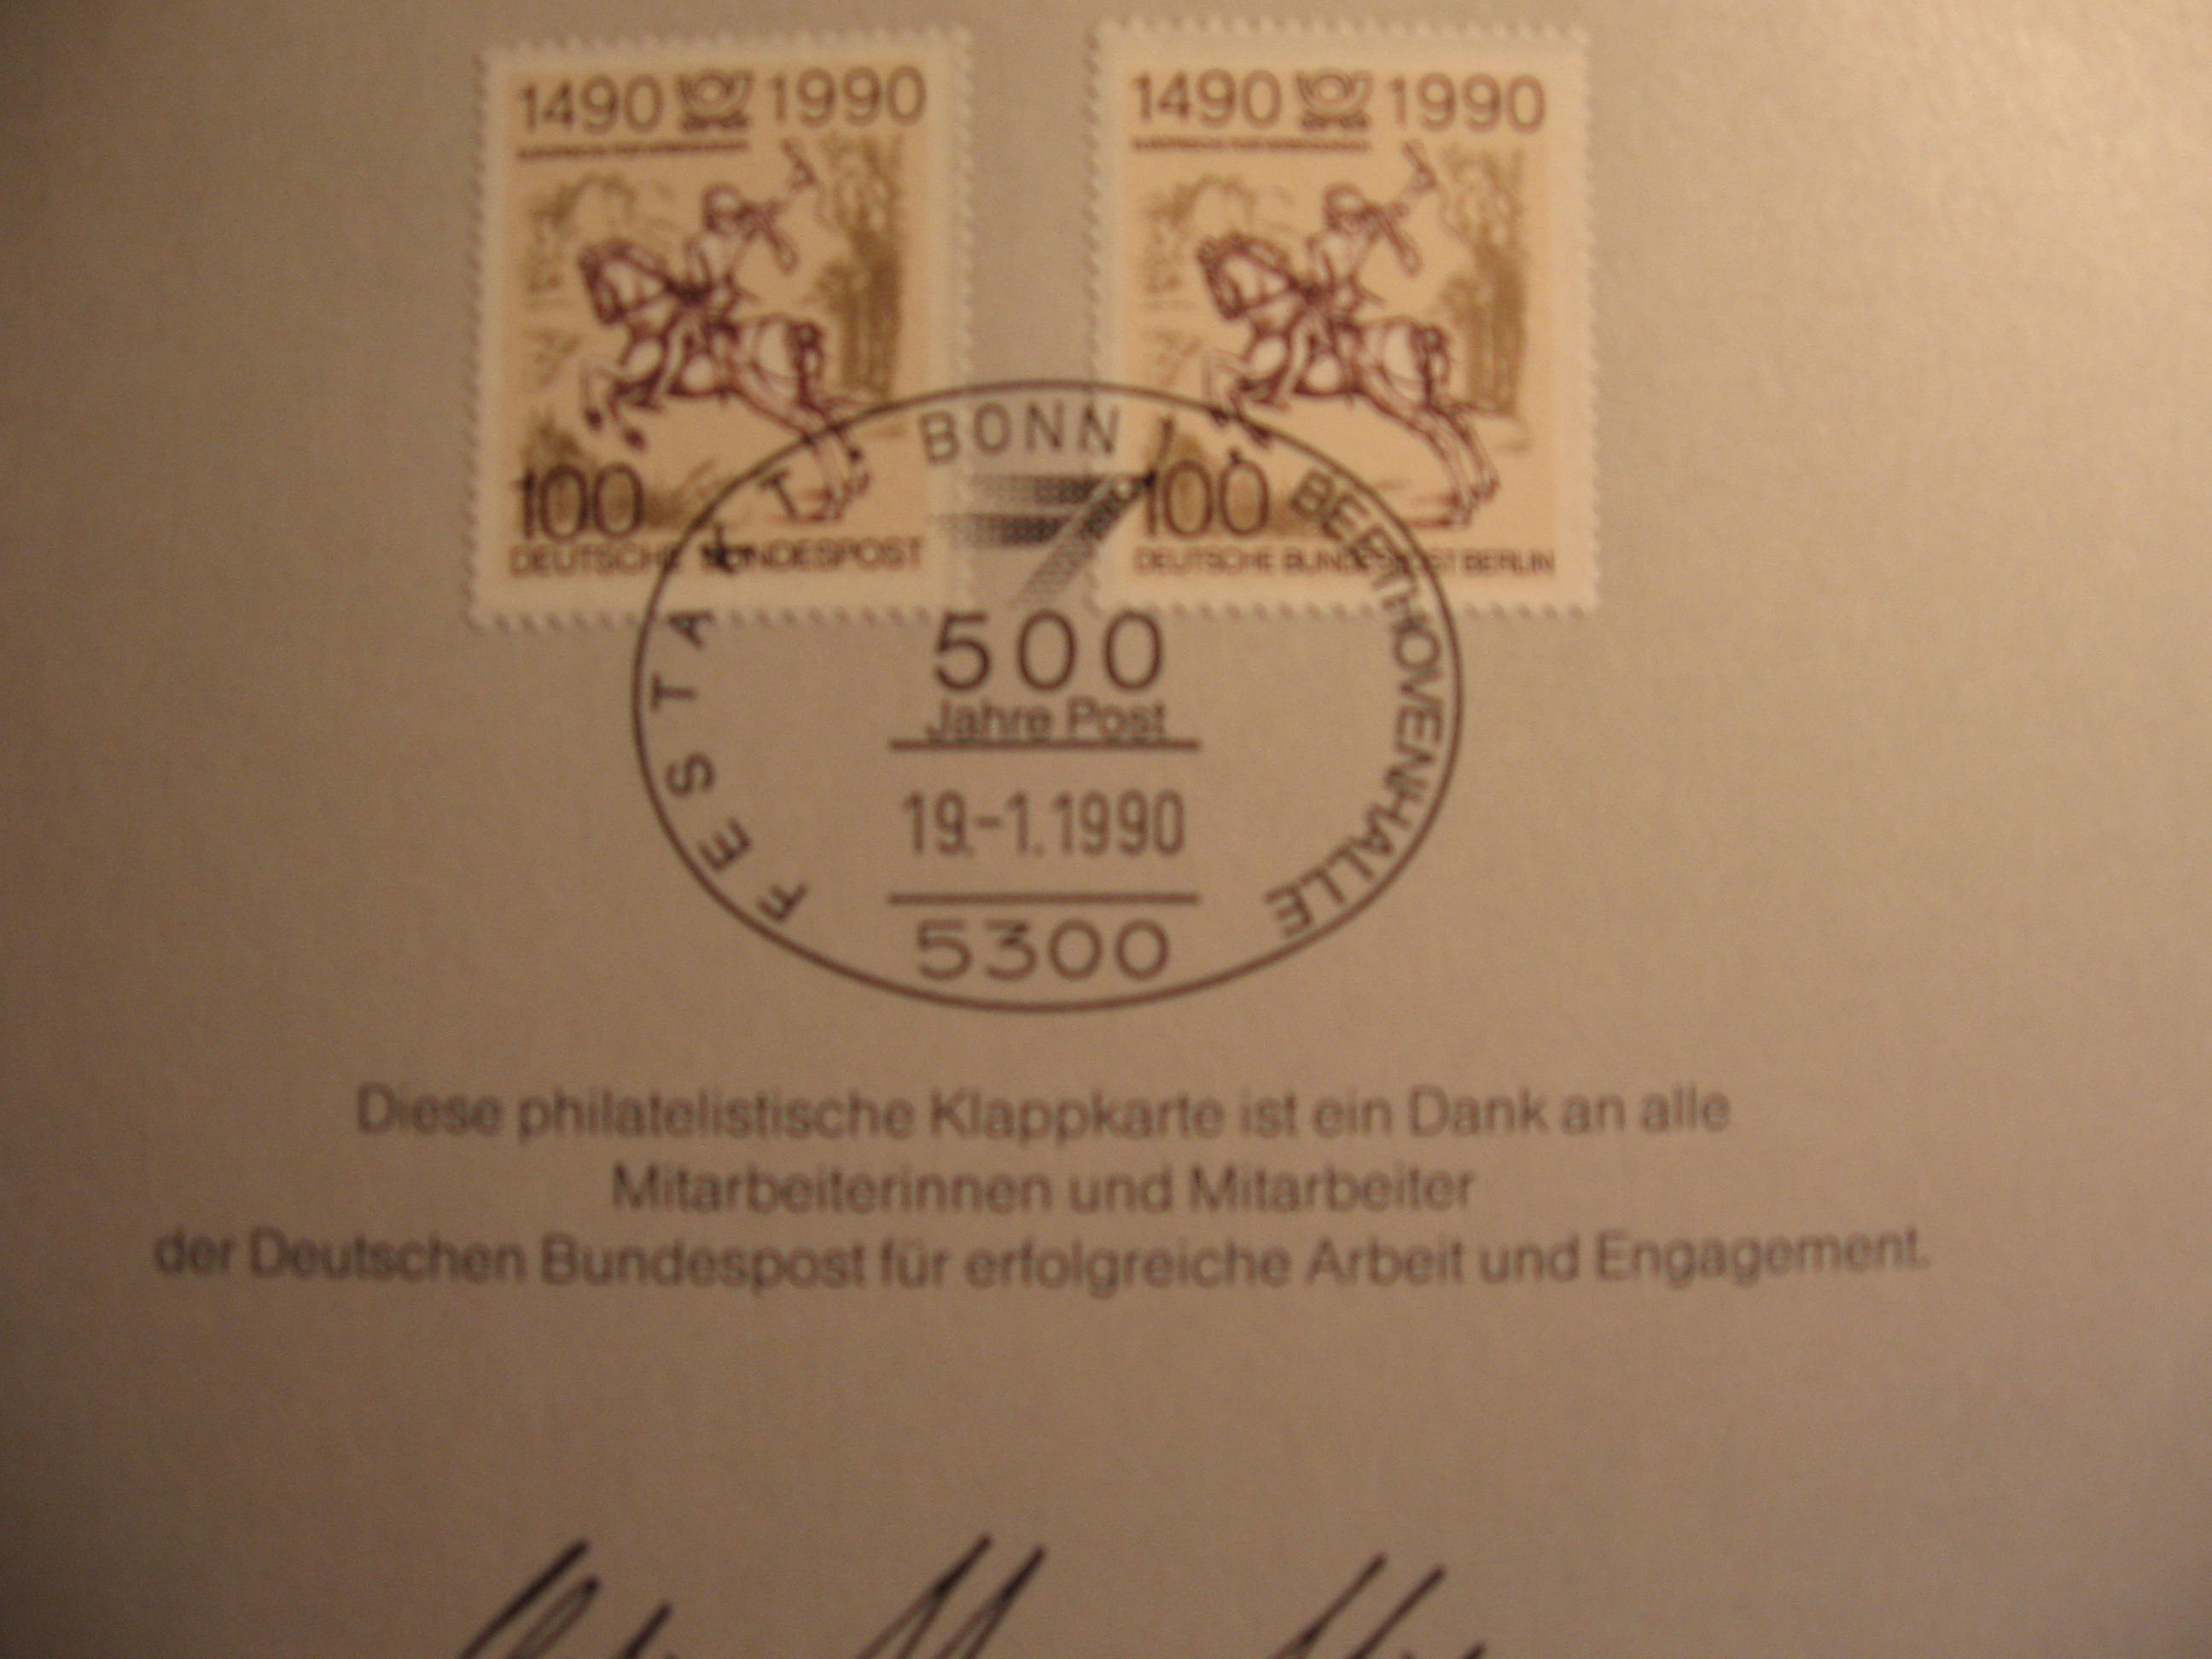 1490 1990
100
DEUTSCHE BUNDESPOST
1490 1990
100
DEUTSCHE BUNDESPOST BERLIN
FESTAKT BONN BEETHOVENHALLE
500
Jahre Post
19.-1.1990
5300
Diese philatelistische Klappkarte ist ein Dank an alle
Mitarbeiterinnen und Mitarbeiter
der Deutschen Bundespost für erfolgreiche Arbeit und Engagement.